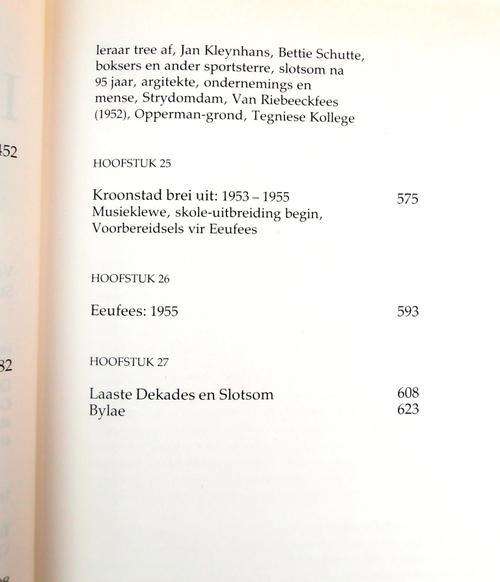 leraar tree af, Jan Kleynhans, Bettie Schutte,
boksers en ander sportsterre, slotsom na
95 jaar, argitekte, ondernemings en
mense, Strydomdam, Van Riebeeckfees
(1952), Opperman-grond, Tegniese Kollege
452
HOOFSTUK 25
Kroonstad brei uit: 1953 – 1955 575
Musieklewe, skole-uitbreiding begin,
Voorbereidsels vir Eeufees
HOOFSTUK 26
Eeufees: 1955 593
HOOFSTUK 27
82
Laaste Dekades en Slotsom 608
Bylae 623